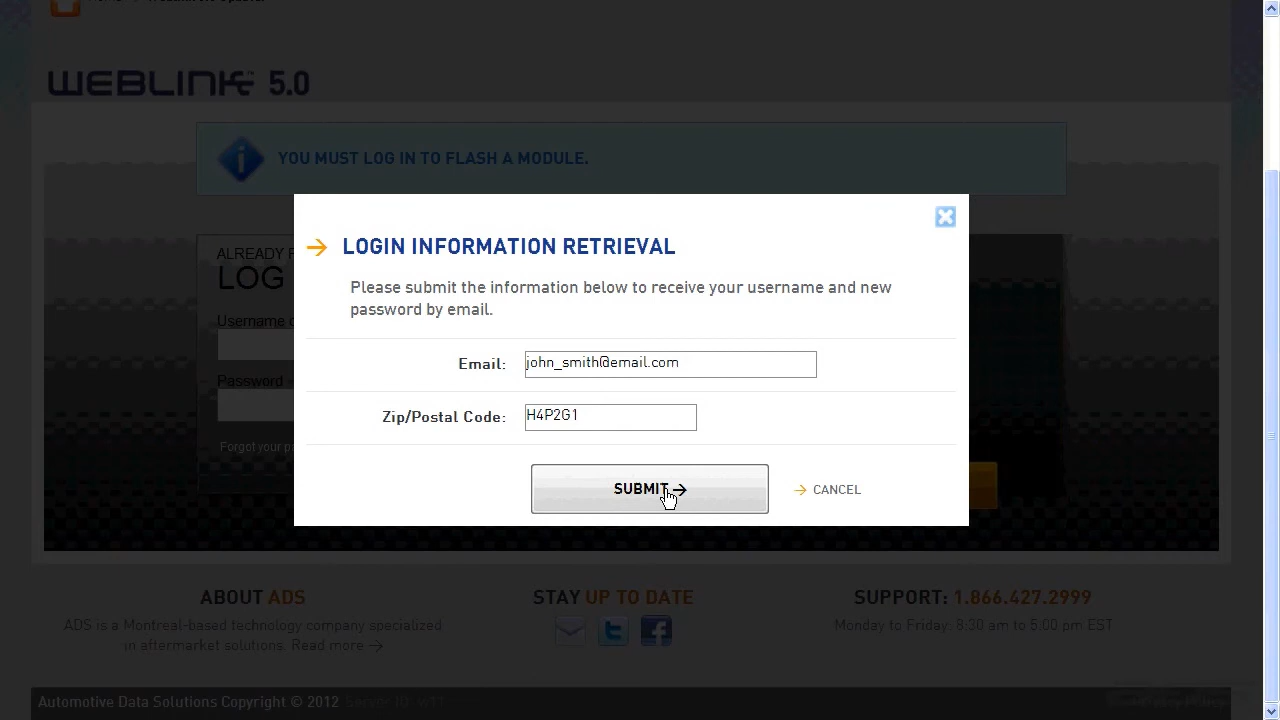 WEBLINK 5.0
YOU MUST LOG IN TO FLASH A MODULE.
ALREADY
LOG
LOGIN INFORMATION RETRIEVAL
Please submit the information below to receive your username and new
password by email.
Username
Email: john_smith@email.com
Password
Zip/Postal Code: H4P2G1
Forgot your
SUBMIT
CANCEL
ABOUT ADS
ADS is a Montreal-based technology company specialized
in aftermarket solutions. Read more
STAY UP TO DATE
SUPPORT: 1.866.427.2999
Monday to Friday: 8:30 am to 5:00 pm EST
Automotive Data Solutions Copyright © 2012